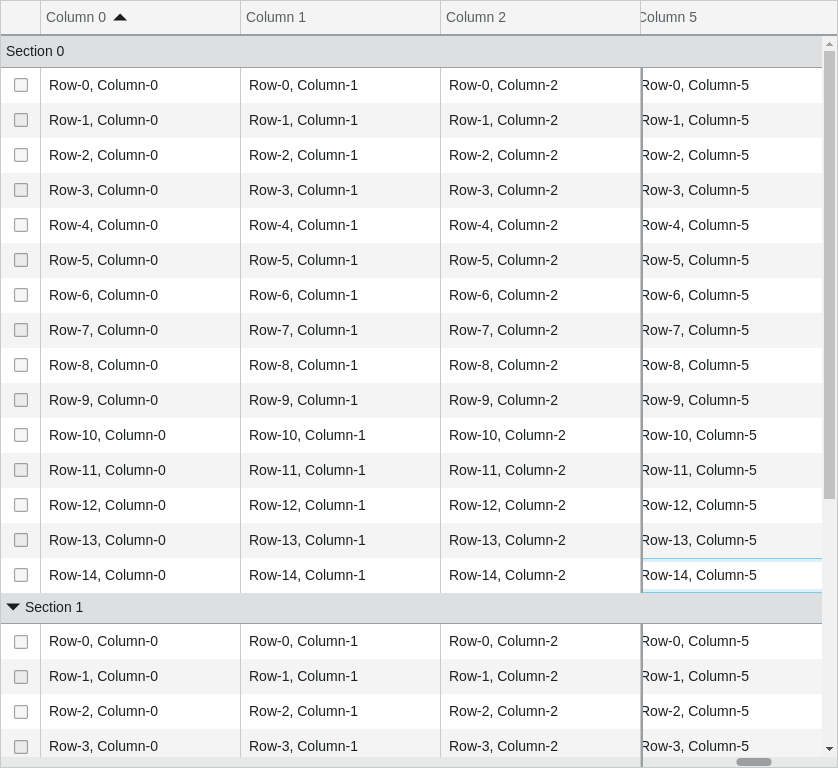 Column 0 Column 1 Column 2 Column 5
Section 0
Row-0, Column-0 Row-0, Column-1 Row-0, Column-2 Row-0, Column-5
Row-1, Column-0 Row-1, Column-1 Row-1, Column-2 Row-1, Column-5
Row-2, Column-0 Row-2, Column-1 Row-2, Column-2 Row-2, Column-5
Row-3, Column-0 Row-3, Column-1 Row-3, Column-2 Row-3, Column-5
Row-4, Column-0 Row-4, Column-1 Row-4, Column-2 Row-4, Column-5
Row-5, Column-0 Row-5, Column-1 Row-5, Column-2 Row-5, Column-5
Row-6, Column-0 Row-6, Column-1 Row-6, Column-2 Row-6, Column-5
Row-7, Column-0 Row-7, Column-1 Row-7, Column-2 Row-7, Column-5
Row-8, Column-0 Row-8, Column-1 Row-8, Column-2 Row-8, Column-5
Row-9, Column-0 Row-9, Column-1 Row-9, Column-2 Row-9, Column-5
Row-10, Column-0 Row-10, Column-1 Row-10, Column-2 Row-10, Column-5
Row-11, Column-0 Row-11, Column-1 Row-11, Column-2 Row-11, Column-5
Row-12, Column-0 Row-12, Column-1 Row-12, Column-2 Row-12, Column-5
Row-13, Column-0 Row-13, Column-1 Row-13, Column-2 Row-13, Column-5
Row-14, Column-0 Row-14, Column-1 Row-14, Column-2 Row-14, Column-5
Section 1
Row-0, Column-0 Row-0, Column-1 Row-0, Column-2 Row-0, Column-5
Row-1, Column-0 Row-1, Column-1 Row-1, Column-2 Row-1, Column-5
Row-2, Column-0 Row-2, Column-1 Row-2, Column-2 Row-2, Column-5
Row-3, Column-0 Row-3, Column-1 Row-3, Column-2 Row-3, Column-5